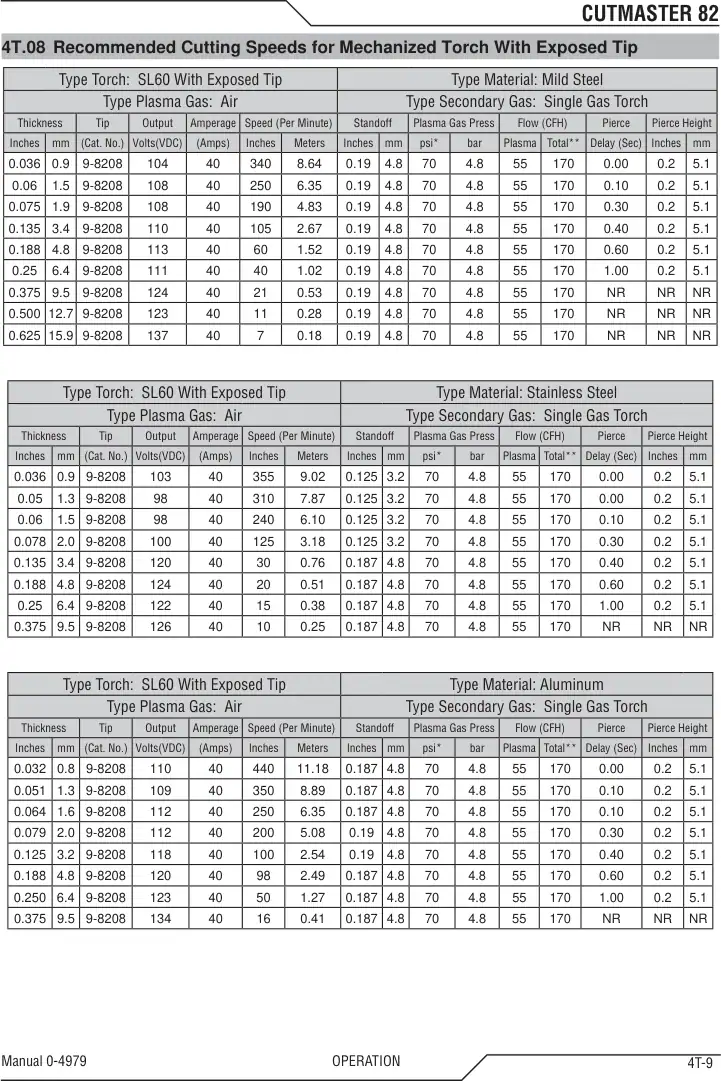 CUTMASTER 82
4T.08 Recommended Cutting Speeds for Mechanized Torch With Exposed Tip
Type Torch: SL60 With Exposed Tip Type Material: Mild Steel
Type Plasma Gas: Air Type Secondary Gas: Single Gas Torch
Thickness Tip Output Amperage Speed (Per Minute) Standoff Plasma Gas Press Flow (CFH) Pierce Pierce Height
Inches mm (Cat. No.) Volts(VDC) (Amps) Inches Meters Inches mm psi* bar Plasma Total** Delay (Sec) Inches mm
0.036 0.9 9-8208 104 40 340 8.64 0.19 4.8 70 4.8 55 170 0.00 0.2 5.1
0.06 1.5 9-8208 108 40 250 6.35 0.19 4.8 70 4.8 55 170 0.10 0.2 5.1
0.075 1.9 9-8208 108 40 190 4.83 0.19 4.8 70 4.8 55 170 0.30 0.2 5.1
0.135 3.4 9-8208 110 40 105 2.67 0.19 4.8 70 4.8 55 170 0.40 0.2 5.1
0.188 4.8 9-8208 113 40 60 1.52 0.19 4.8 70 4.8 55 170 0.60 0.2 5.1
0.25 6.4 9-8208 111 40 40 1.02 0.19 4.8 70 4.8 55 170 1.00 0.2 5.1
0.375 9.5 9-8208 124 40 21 0.53 0.19 4.8 70 4.8 55 170 NR NR NR
0.500 12.7 9-8208 123 40 11 0.28 0.19 4.8 70 4.8 55 170 NR NR NR
0.625 15.9 9-8208 137 40 7 0.18 0.19 4.8 70 4.8 55 170 NR NR NR
Type Torch: SL60 With Exposed Tip Type Material: Stainless Steel
Type Plasma Gas: Air Type Secondary Gas: Single Gas Torch
Thickness Tip Output Amperage Speed (Per Minute) Standoff Plasma Gas Press Flow (CFH) Pierce Pierce Height
Inches mm (Cat. No.) Volts(VDC) (Amps) Inches Meters Inches mm psi* bar Plasma Total** Delay (Sec) Inches mm
0.036 0.9 9-8208 103 40 355 9.02 0.125 3.2 70 4.8 55 170 0.00 0.2 5.1
0.05 1.3 9-8208 98 40 310 7.87 0.125 3.2 70 4.8 55 170 0.00 0.2 5.1
0.06 1.5 9-8208 98 40 240 6.10 0.125 3.2 70 4.8 55 170 0.10 0.2 5.1
0.078 2.0 9-8208 100 40 125 3.18 0.125 3.2 70 4.8 55 170 0.30 0.2 5.1
0.135 3.4 9-8208 120 40 30 0.76 0.187 4.8 70 4.8 55 170 0.40 0.2 5.1
0.188 4.8 9-8208 124 40 20 0.51 0.187 4.8 70 4.8 55 170 0.60 0.2 5.1
0.25 6.4 9-8208 122 40 15 0.38 0.187 4.8 70 4.8 55 170 1.00 0.2 5.1
0.375 9.5 9-8208 126 40 10 0.25 0.187 4.8 70 4.8 55 170 NR NR NR
Type Torch: SL60 With Exposed Tip Type Material: Aluminum
Type Plasma Gas: Air Type Secondary Gas: Single Gas Torch
Thickness Tip Output Amperage Speed (Per Minute) Standoff Plasma Gas Press Flow (CFH) Pierce Pierce Height
Inches mm (Cat. No.) Volts(VDC) (Amps) Inches Meters Inches mm psi* bar Plasma Total** Delay (Sec) Inches mm
0.032 0.8 9-8208 110 40 440 11.18 0.187 4.8 70 4.8 55 170 0.00 0.2 5.1
0.051 1.3 9-8208 109 40 350 8.89 0.187 4.8 70 4.8 55 170 0.10 0.2 5.1
0.064 1.6 9-8208 112 40 250 6.35 0.187 4.8 70 4.8 55 170 0.10 0.2 5.1
0.079 2.0 9-8208 112 40 200 5.08 0.19 4.8 70 4.8 55 170 0.30 0.2 5.1
0.125 3.2 9-8208 118 40 100 2.54 0.19 4.8 70 4.8 55 170 0.40 0.2 5.1
0.188 4.8 9-8208 120 40 98 2.49 0.187 4.8 70 4.8 55 170 0.60 0.2 5.1
0.250 6.4 9-8208 123 40 50 1.27 0.187 4.8 70 4.8 55 170 1.00 0.2 5.1
0.375 9.5 9-8208 134 40 16 0.41 0.187 4.8 70 4.8 55 170 NR NR NR
Manual 0-4979 OPERATION 4T-9